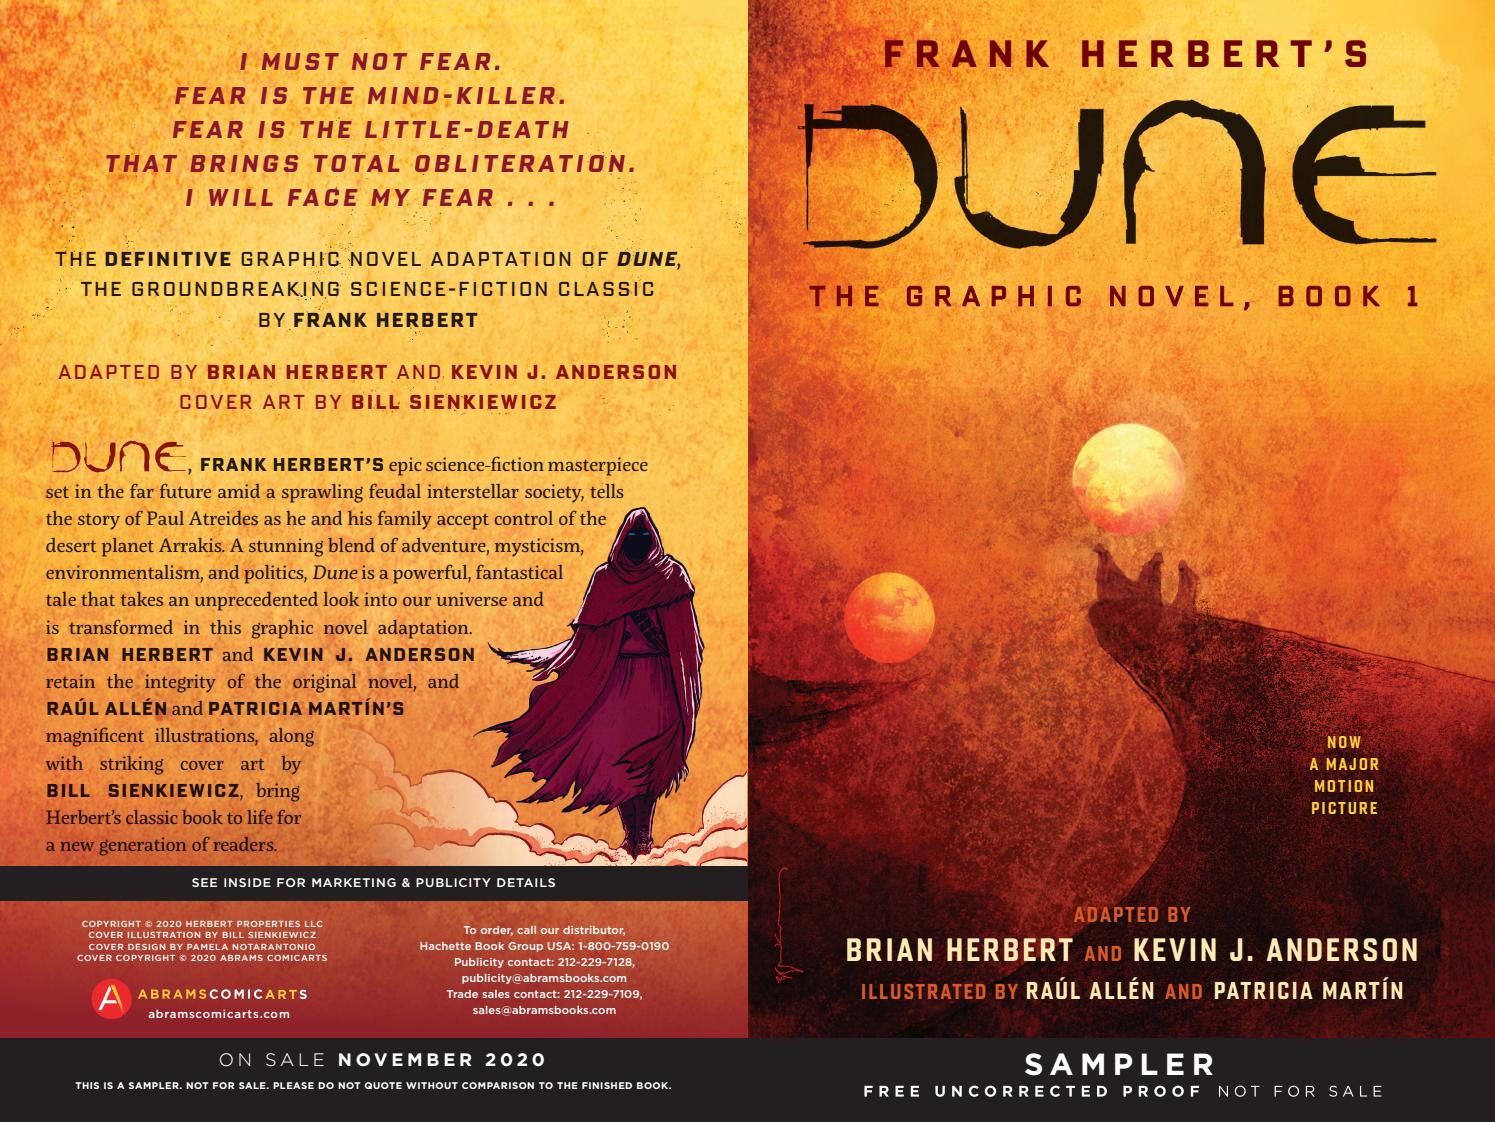 I MUST NOT FEAR.
FEAR IS THE MIND-KILLER.
FEAR IS THE LITTLE-DEATH
THAT BRINGS TOTAL OBLITERATION.
I WILL FACE MY FEAR . . .
THE DEFINITIVE GRAPHIC NOVEL ADAPTATION OF DUNE,
THE GROUNDBREAKING SCIENCE-FICTION CLASSIC
BY FRANK HERBERT
ADAPTED BY BRIAN HERBERT AND KEVIN J. ANDERSON
COVER ART BY BILL SIENKIEWICZ
DUNE, FRANK HERBERT'S epic science-fiction masterpiece
set in the far future amid a sprawling feudal interstellar society, tells
the story of Paul Atreides as he and his family accept control of the
desert planet Arrakis. A stunning blend of adventure, mysticism,
environmentalism, and politics, Dune is a powerful, fantastical
tale that takes an unprecedented look into our universe and
is transformed in this graphic novel adaptation.
BRIAN HERBERT and KEVIN J. ANDERSON
retain the integrity of the original novel, and
RAÚL ALLÉN and PATRICIA MARTÍN'S
magnificent illustrations, along
with striking cover art by
BILL SIENKIEWICZ, bring
Herbert's classic book to life for
a new generation of readers.
SEE INSIDE FOR MARKETING & PUBLICITY DETAILS
COPYRIGHT © 2020 HERBERT PROPERTIES LLC
COVER ILLUSTRATION BY BILL SIENKIEWICZ
COVER DESIGN BY PAMELA NOTARANTONIO
COVER COPYRIGHT © 2020 ABRAMS COMICARTS
ABRAMSCOMICARTS
abramscomicarts.com
To order, call our distributor,
Hachette Book Group USA: 1-800-759-0190
Publicity contact: 212-229-7128,
publicity@abramsbooks.com
Trade sales contact: 212-229-7109,
sales@abramsbooks.com
ON SALE NOVEMBER 2020
THIS IS A SAMPLER. NOT FOR SALE. PLEASE DO NOT QUOTE WITHOUT COMPARISON TO THE FINISHED BOOK.
FRANK HERBERT'S
DUNE
THE GRAPHIC NOVEL, BOOK 1
NOW
A MAJOR
MOTION
PICTURE
ADAPTED BY
BRIAN HERBERT AND KEVIN J. ANDERSON
ILLUSTRATED BY RAÚL ALLÉN AND PATRICIA MARTÍN
SAMPLER
FREE UNCORRECTED PROOF NOT FOR SALE